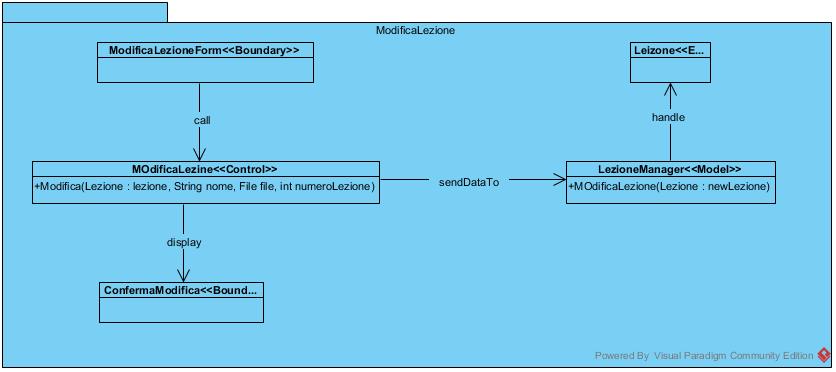 ModificaLezione
ModificaLezioneForm<<Boundary>>
Leizone<<E...
call
handle
MOdificaLezine<<Control>>
+Modifica(Lezione : lezione, String nome, File file, int numeroLezione)
sendDataTo
LezioneManager<<Model>>
+MOdificaLezione(Lezione : newLezione)
display
ConfermaModifica<<Bound...
Powered By Visual Paradigm Community Edition